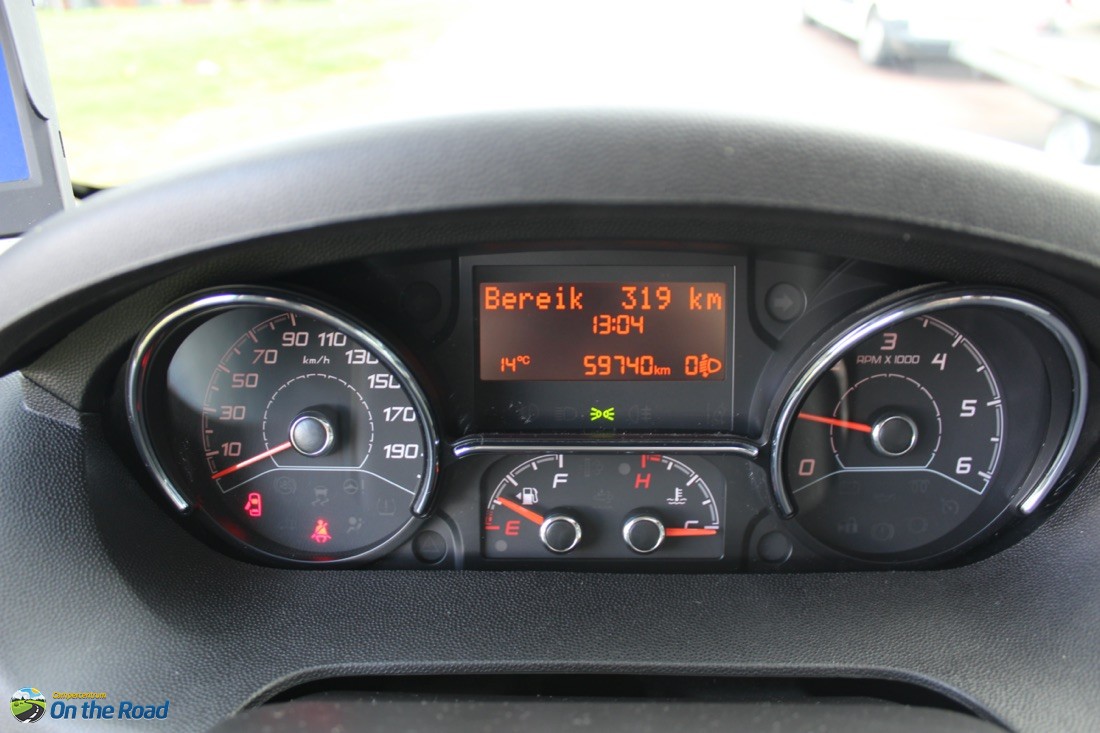 Bereik 319 km
13:04
14°C 59740km 0
10 30 50 70 90 110 130 150 170 190
km/h
E F
H C
0 3 4 5 6
RPM X 1000
Campercentrum
On the Road